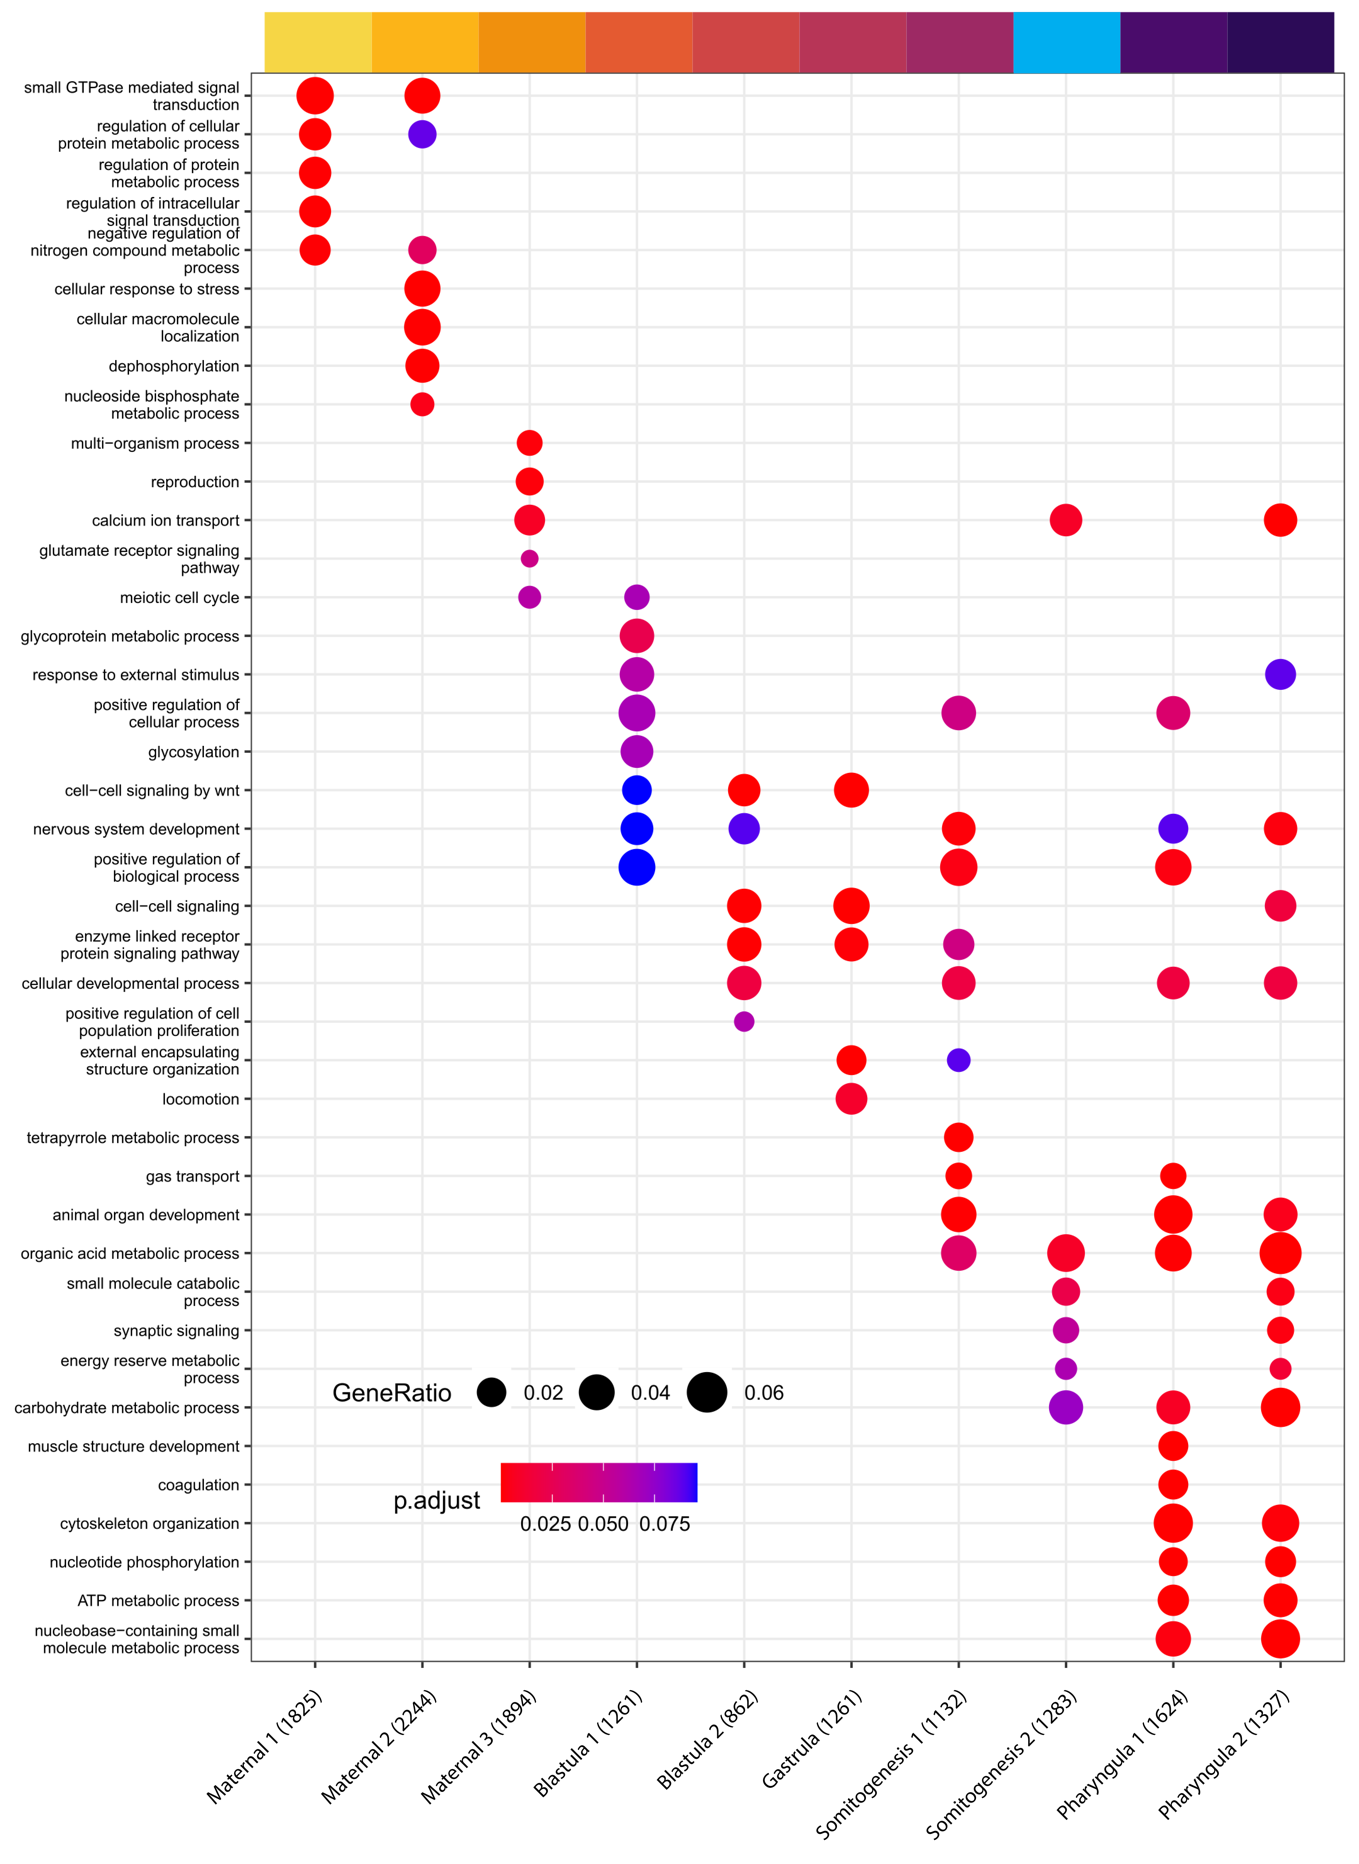 small GTPase mediated signal
transduction
regulation of cellular
protein metabolic process
regulation of protein
metabolic process
regulation of intracellular
signal transduction
negative regulation of
nitrogen compound metabolic
process
cellular response to stress
cellular macromolecule
localization
dephosphorylation
nucleoside bisphosphate
metabolic process
multi−organism process
reproduction
calcium ion transport
glutamate receptor signaling
pathway
meiotic cell cycle
glycoprotein metabolic process
response to external stimulus
positive regulation of
cellular process
glycosylation
cell−cell signaling by wnt
nervous system development
positive regulation of
biological process
cell−cell signaling
enzyme linked receptor
protein signaling pathway
cellular developmental process
positive regulation of cell
population proliferation
external encapsulating
structure organization
locomotion
tetrapyrrole metabolic process
gas transport
animal organ development
organic acid metabolic process
small molecule catabolic
process
synaptic signaling
energy reserve metabolic
process
carbohydrate metabolic process
muscle structure development
coagulation
cytoskeleton organization
nucleotide phosphorylation
ATP metabolic process
nucleobase−containing small
molecule metabolic process
GeneRatio 0.02 0.04 0.06
p.adjust
0.025 0.050 0.075
Maternal 1 (1825)
Maternal 2 (2244)
Maternal 3 (1894)
Blastula 1 (1261)
Blastula 2 (862)
Gastrula (1261)
Somitogenesis 1 (1132)
Somitogenesis 2 (1283)
Pharyngula 1 (1624)
Pharyngula 2 (1327)